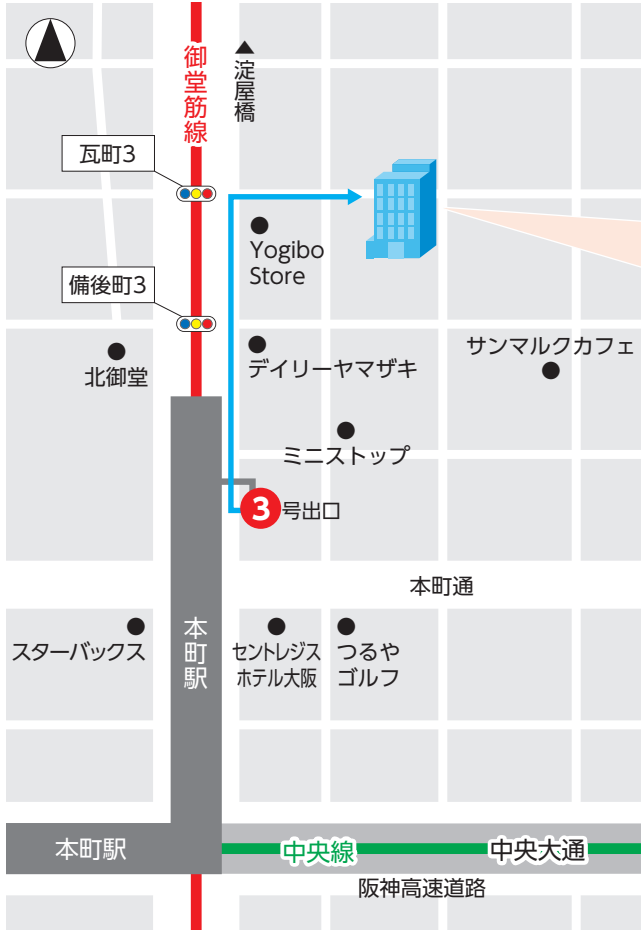 御堂筋線
淀屋橋
瓦町3
Yogibo
Store
備後町3
北御堂
デイリーヤマザキ
サンマルクカフェ
ミニストップ
3号出口
本町通
スターバックス
本町駅
セントレジス
ホテル大阪
つるや
ゴルフ
本町駅
中央線
中央大通
阪神高速道路